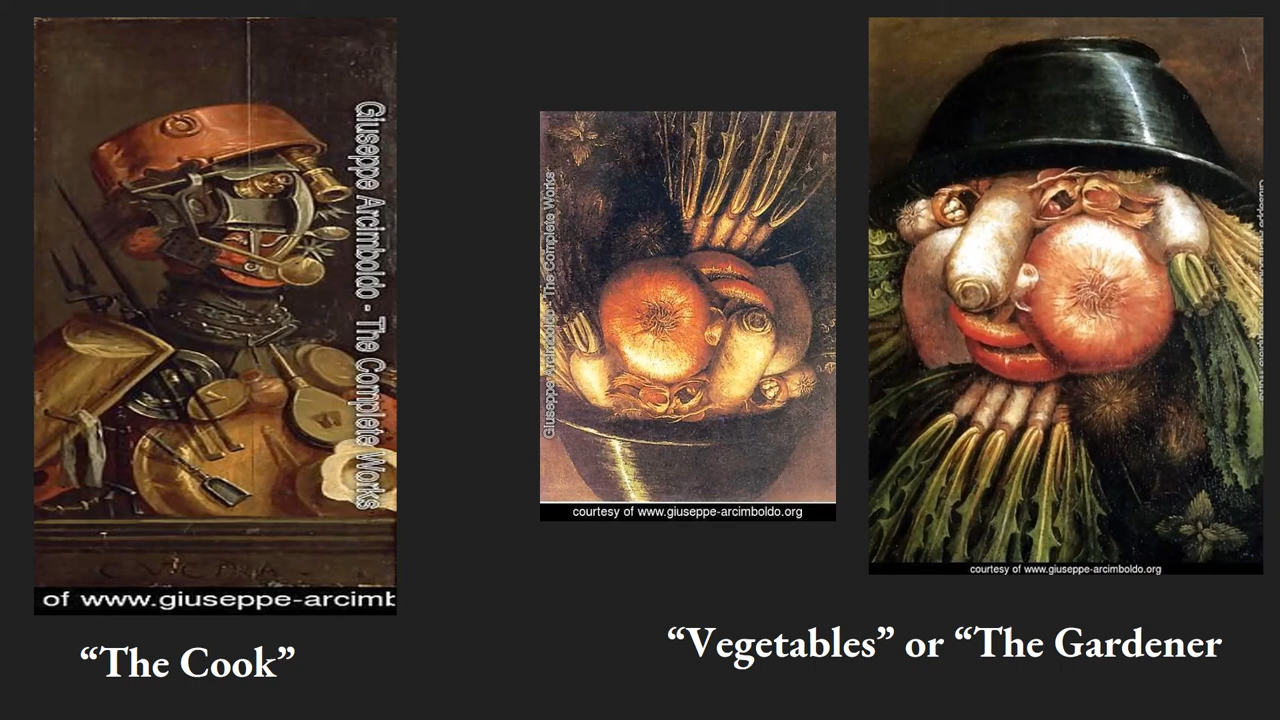 Giuseppe Arcimboldo - The Complete Works
of www.giuseppe-arcimb
“The Cook”
Giuseppe Arcimboldo - The Complete Works
courtesy of www.giuseppe-arcimboldo.org
courtesy of www.giuseppe-arcimboldo.org
“Vegetables” or “The Gardener